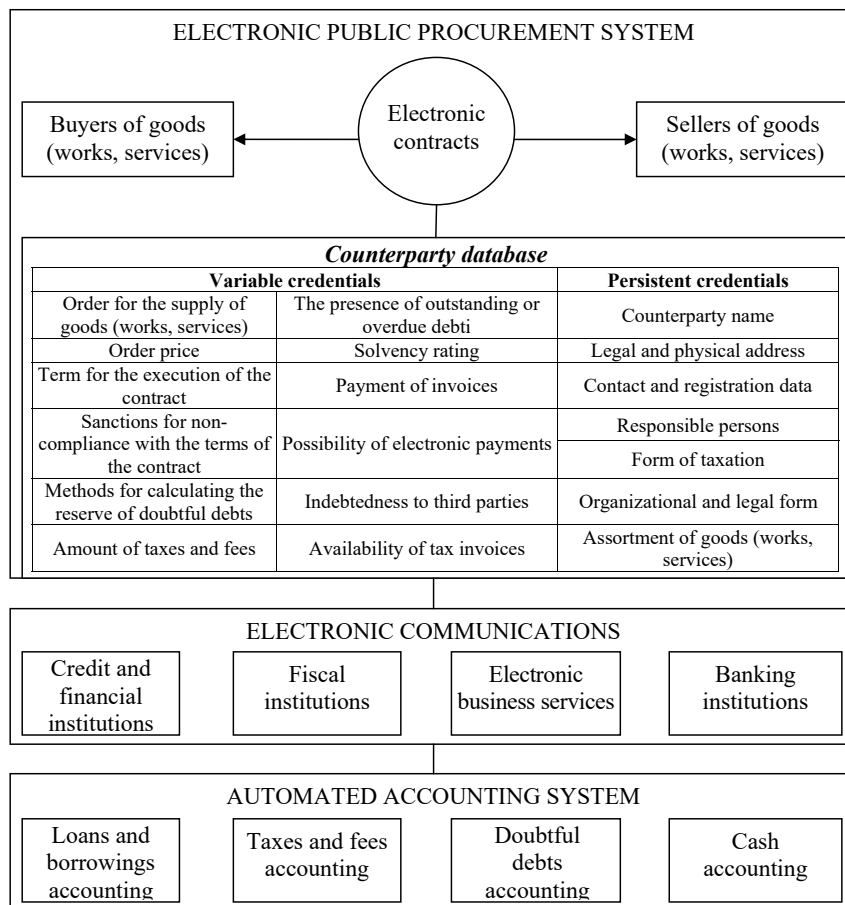 ELECTRONIC PUBLIC PROCUREMENT SYSTEM
Buyers of goods
(works, services)
Electronic
contracts
Sellers of goods
(works, services)
Counterparty database
Variable credentials
Persistent credentials
Order for the supply of
goods (works, services)
The presence of outstanding or
overdue debti
Counterparty name
Order price
Solvency rating
Legal and physical address
Term for the execution of the
contract
Payment of invoices
Contact and registration data
Sanctions for non-
compliance with the terms of
the contract
Possibility of electronic payments
Responsible persons
Form of taxation
Methods for calculating the
reserve of doubtful debts
Indebtedness to third parties
Organizational and legal form
Amount of taxes and fees
Availability of tax invoices
Assortment of goods (works,
services)
ELECTRONIC COMMUNICATIONS
Credit and
financial
institutions
Fiscal
institutions
Electronic
business services
Banking
institutions
AUTOMATED ACCOUNTING SYSTEM
Loans and
borrowings
accounting
Taxes and fees
accounting
Doubtful
debts
accounting
Cash
accounting